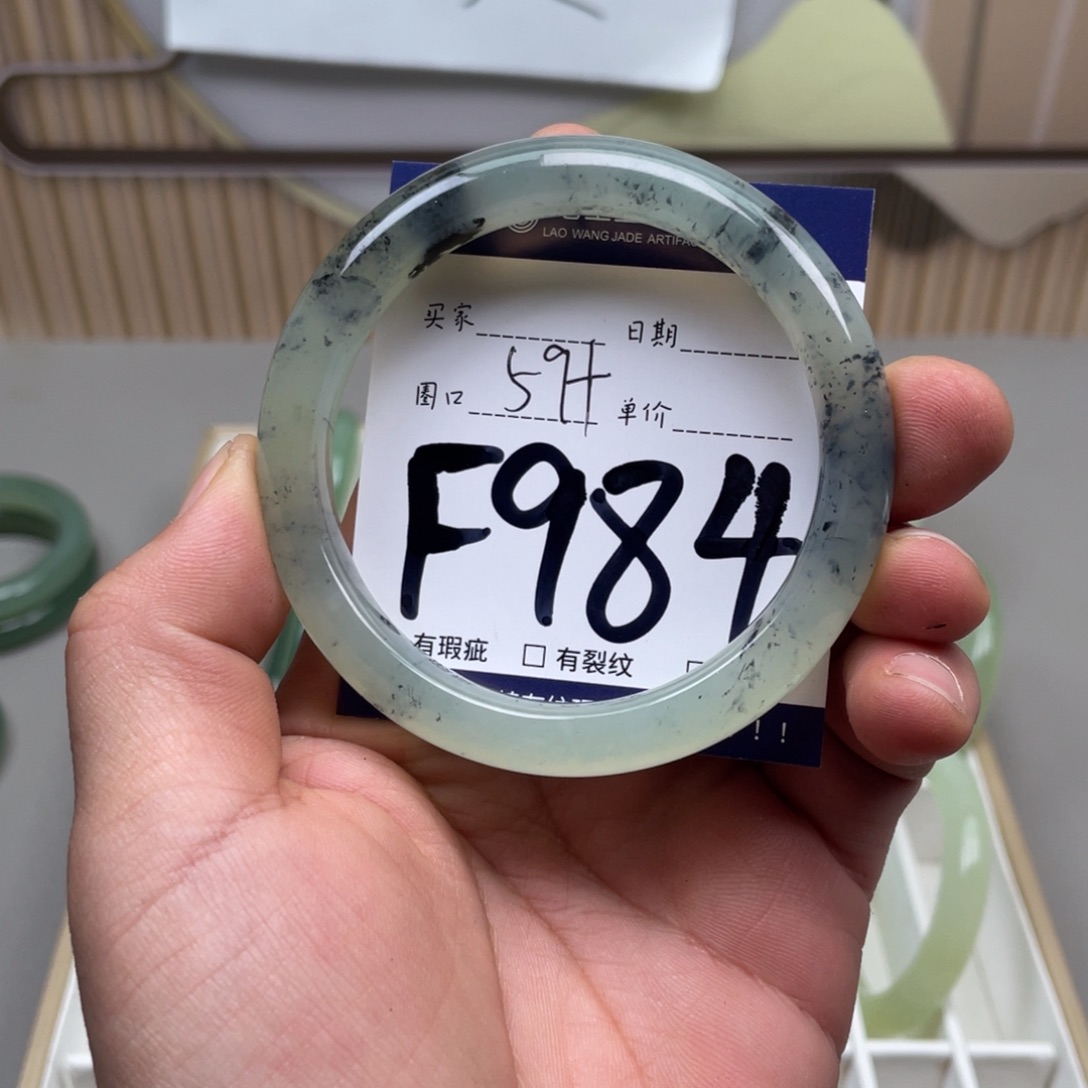 LAO WANG JADE ARTIFAC
买家 日期
圈口 59+ 单价
F984
有瑕疵 □ 有裂纹 □
!!